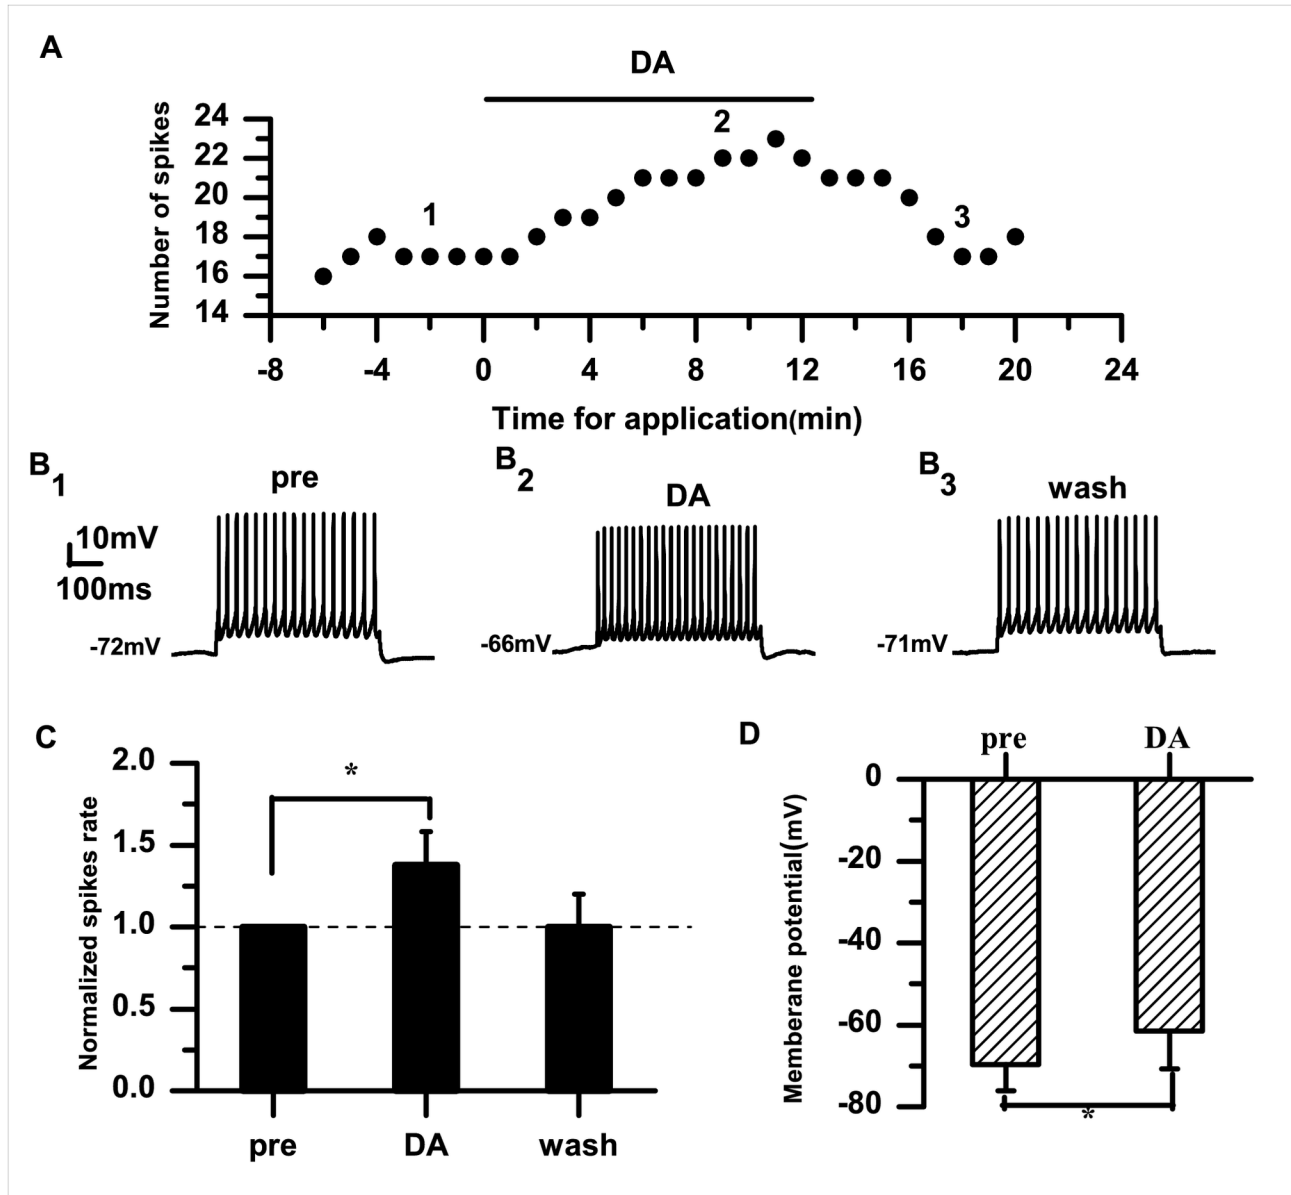 A
DA
Number of spikes
24
22
20
18
16
14
1
2
3
-8 -4 0 4 8 12 16 20 24
Time for application(min)
B1
pre
10mV
100ms
-72mV
B2
DA
-66mV
B3
wash
-71mV
C
Normalized spikes rate
2.0
1.5
1.0
0.5
0.0
*
pre DA wash
D
pre DA
Memberane potential(mV)
0
-20
-40
-60
-80
*